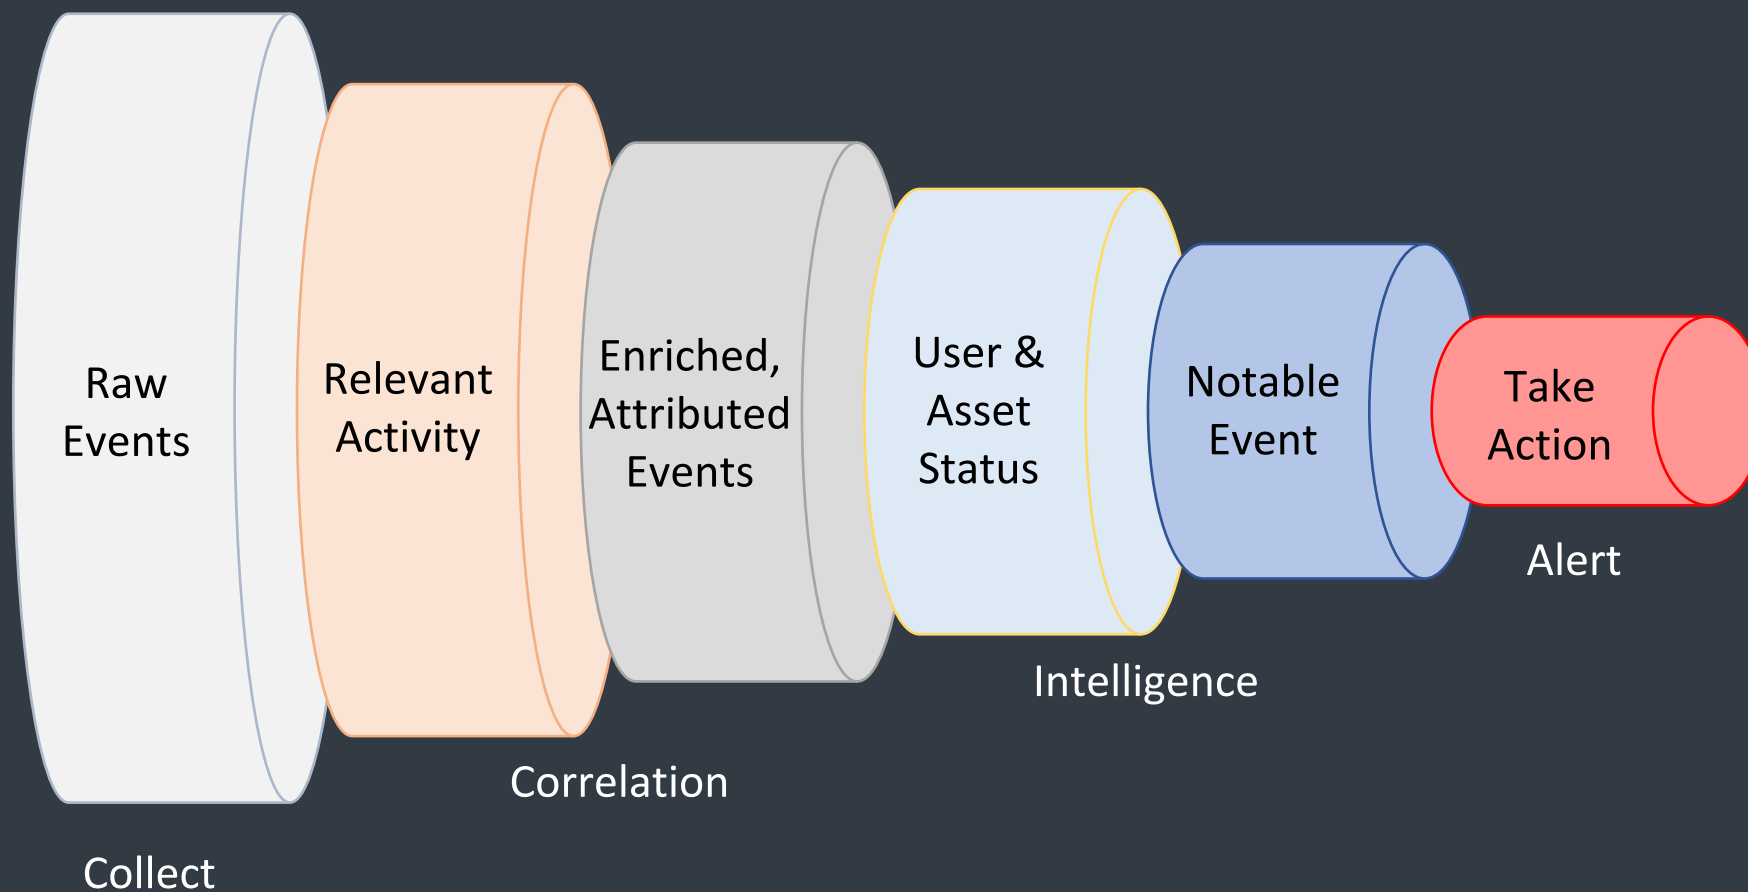 Raw
Events
Relevant
Activity
Enriched,
Attributed
Events
User &
Asset
Status
Notable
Event
Take
Action
Alert
Intelligence
Correlation
Collect